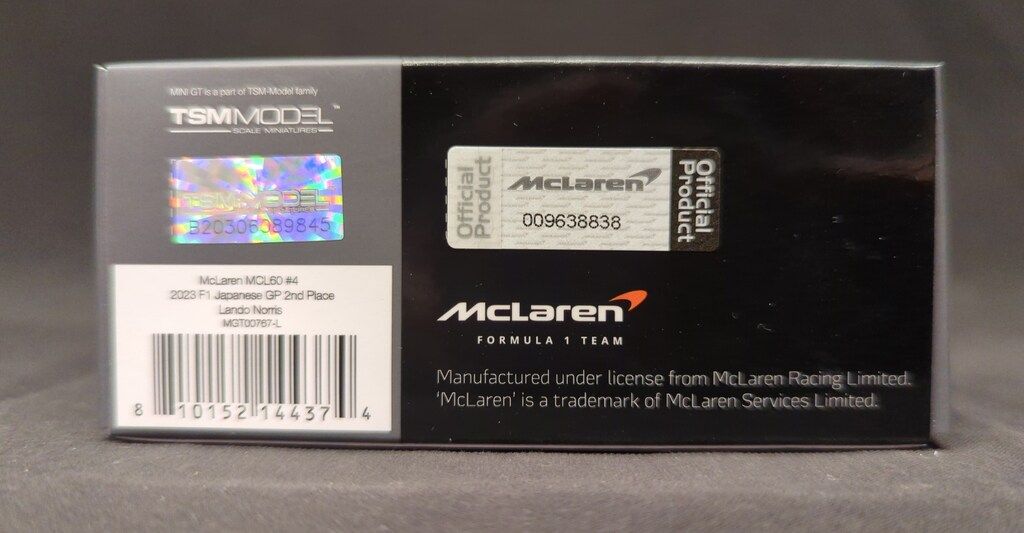 MINI GT is a part of TSM-Model family
TSMMODEL™
SCALE MINIATURES
TSMMODEL
B20306389845
McLaren MCL60 #4
2023 F1 Japanese GP 2nd Place
Lando Norris
MGT00767-L
8 10152 14437 4
Official
Product
McLaren
009638838
Official
Product
McLaren
FORMULA 1 TEAM
Manufactured under license from McLaren Racing Limited.
'McLaren' is a trademark of McLaren Services Limited.